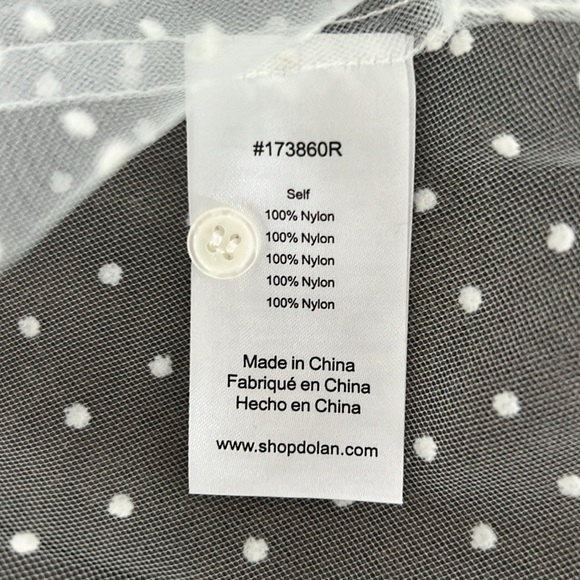 #173860R
Self
100% Nylon
100% Nylon
100% Nylon
100% Nylon
100% Nylon
Made in China
Fabriqué en China
Hecho en China
www.shopdolan.com